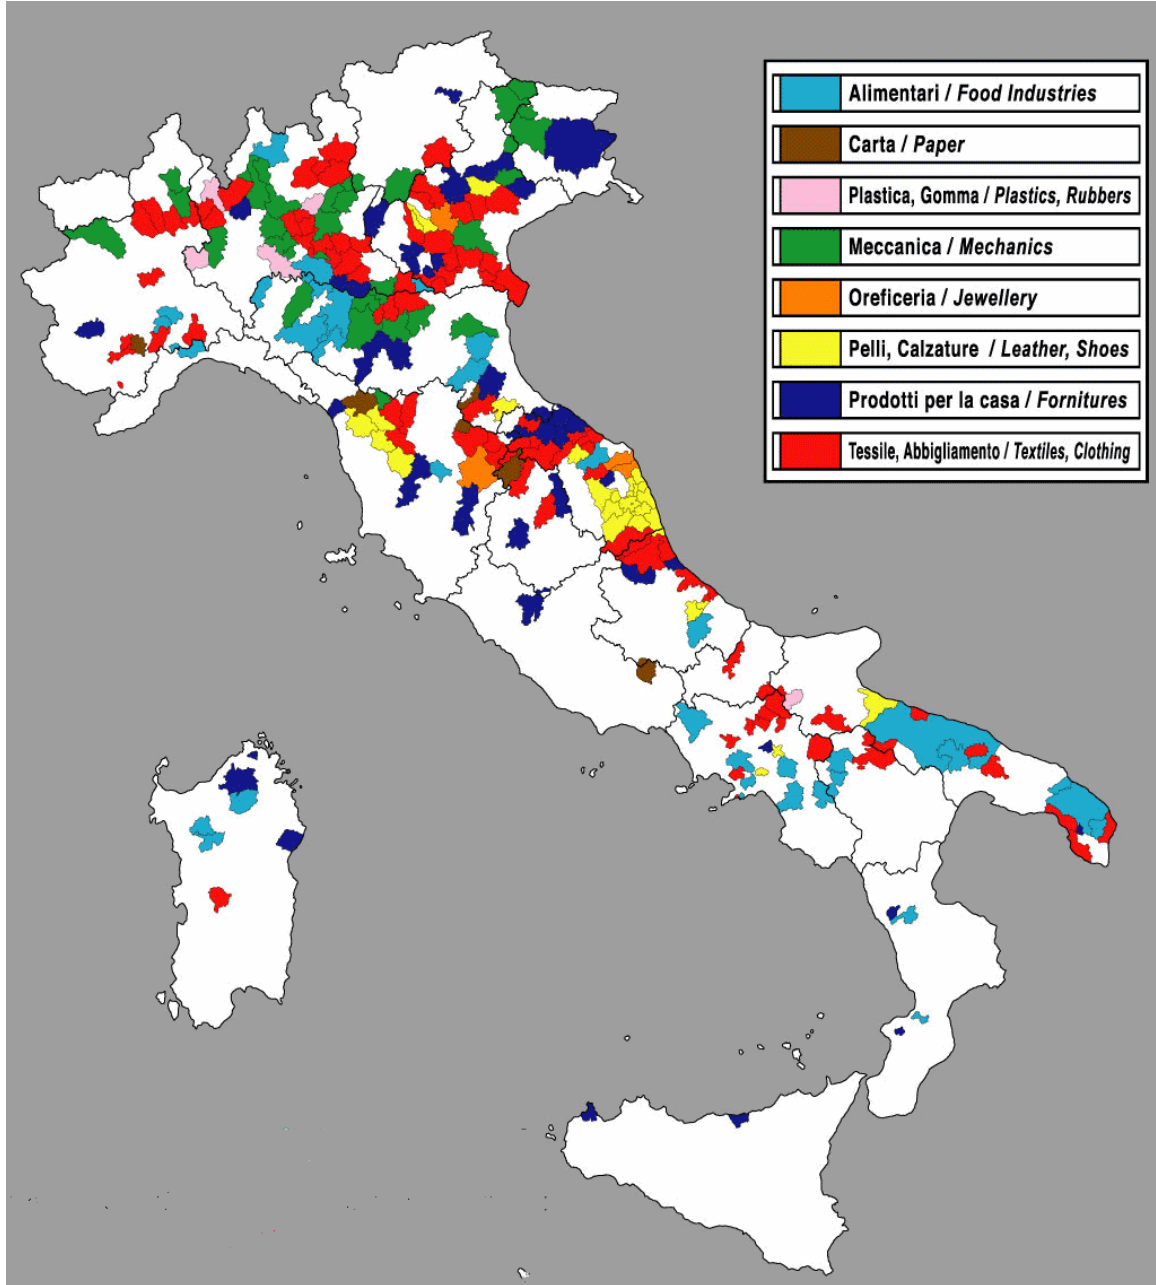 Alimentari / Food Industries
Carta / Paper
Plastica, Gomma / Plastics, Rubbers
Meccanica / Mechanics
Oreficeria / Jewellery
Pelli, Calzature / Leather, Shoes
Prodotti per la casa / Fornitures
Tessile, Abbigliamento / Textiles, Clothing